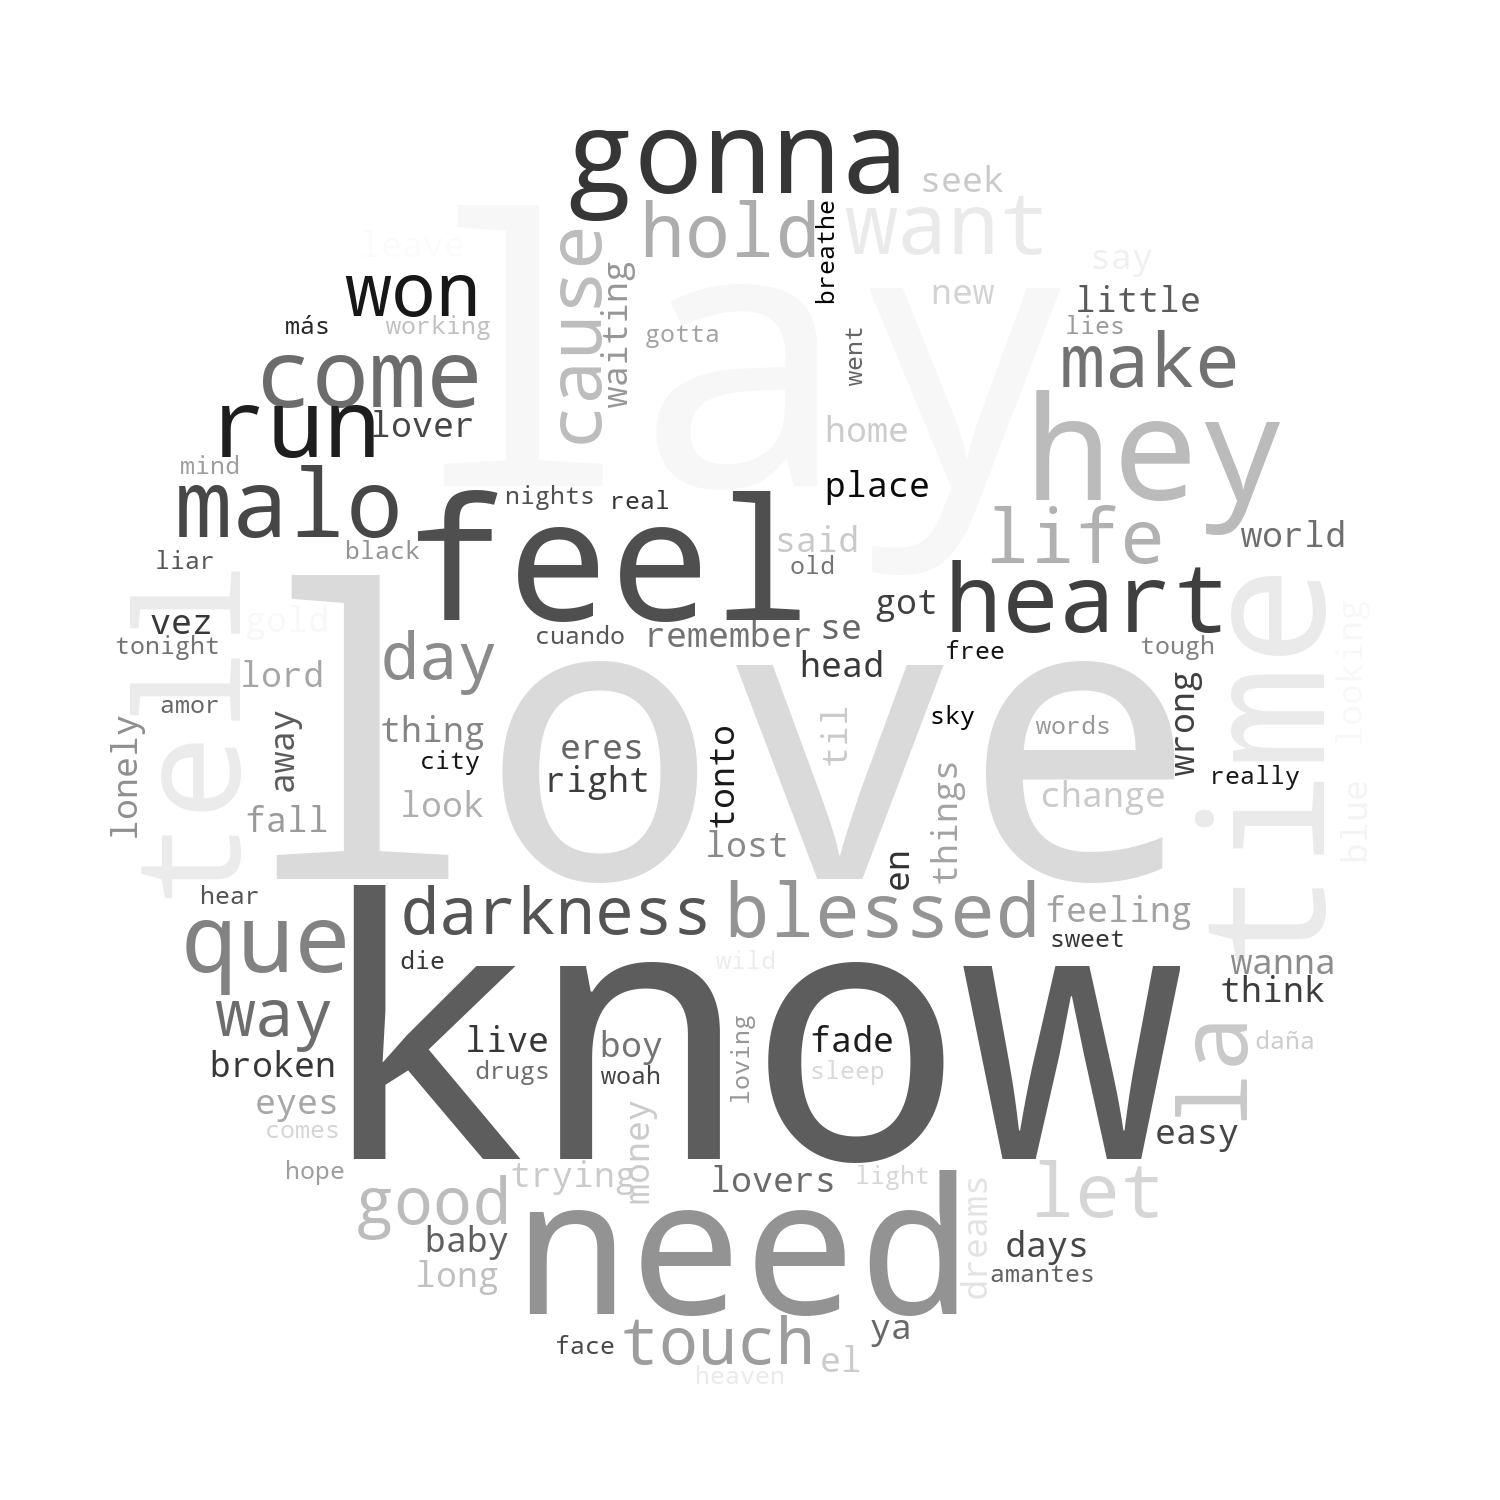 gonna
seek
hold
want
breathe
cause
leave
say
won
waiting
new
little
lay
más
working
gotta
lies
went
come
make
run
lover
home
hey
mind
malo
nights
real
place
feel
life
said
world
black
liar
old
heart
tell
vez
gold
got
time
looking
tonight
day
cuando
remember
se
free
tough
head
lord
love
wrong
amor
away
lonely
thing
eres
tonto
til
sky
words
city
right
really
fall
look
things
change
blue
lost
en
hear
que
darkness
blessed
feeling
sweet
die
wild
wanna
way
know
think
la
daña
broken
live
boy
loving
fade
drugs
woah
sleep
eyes
comes
money
easy
hope
trying
lovers
light
good
need
dreams
let
baby
days
long
amantes
face
touch
ya
el
heaven